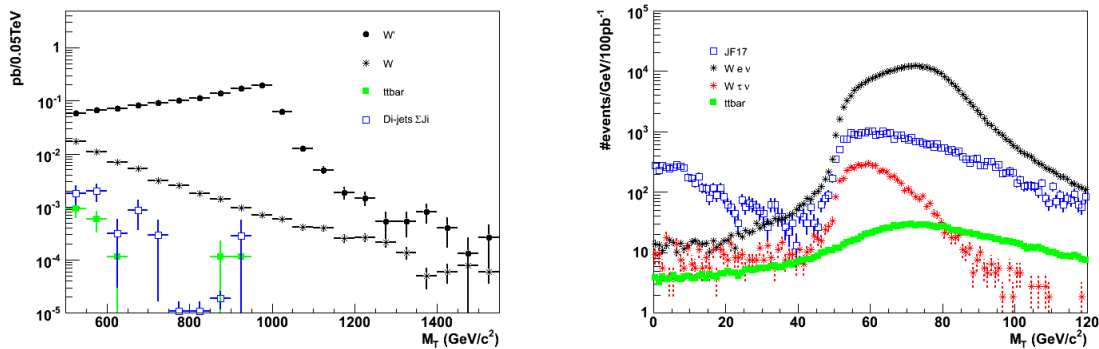 pb/0.05TeV
1
10⁻¹
10⁻²
10⁻³
10⁻⁴
10⁻⁵
W'
W
ttbar
Di-jets ΣJi
600 800 1000 1200 1400
M_T (GeV/c²)
#events/GeV/100pb⁻¹
10⁴
10³
10²
10
1
JF17
W e ν
W τ ν
ttbar
0 20 40 60 80 100 120
M_T (GeV/c²)